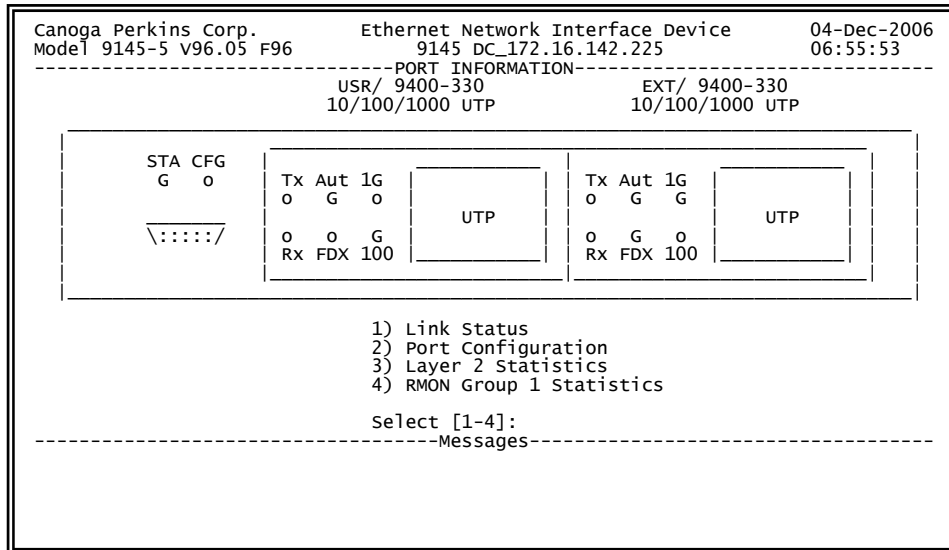 Canoga Perkins Corp. Ethernet Network Interface Device 04-Dec-2006
Model 9145-5 V96.05 F96 9145 DC_172.16.142.225 06:55:53
---------------------------------PORT INFORMATION---------------------------------
USR/ 9400-330 EXT/ 9400-330
10/100/1000 UTP 10/100/1000 UTP
STA CFG
G o
Tx Aut 1G Tx Aut 1G
o G o o G G
UTP UTP
\:::::/ o o G o G o
Rx FDX 100 Rx FDX 100
1) Link Status
2) Port Configuration
3) Layer 2 Statistics
4) RMON Group 1 Statistics
Select [1-4]:
-------------------------------------Messages-------------------------------------